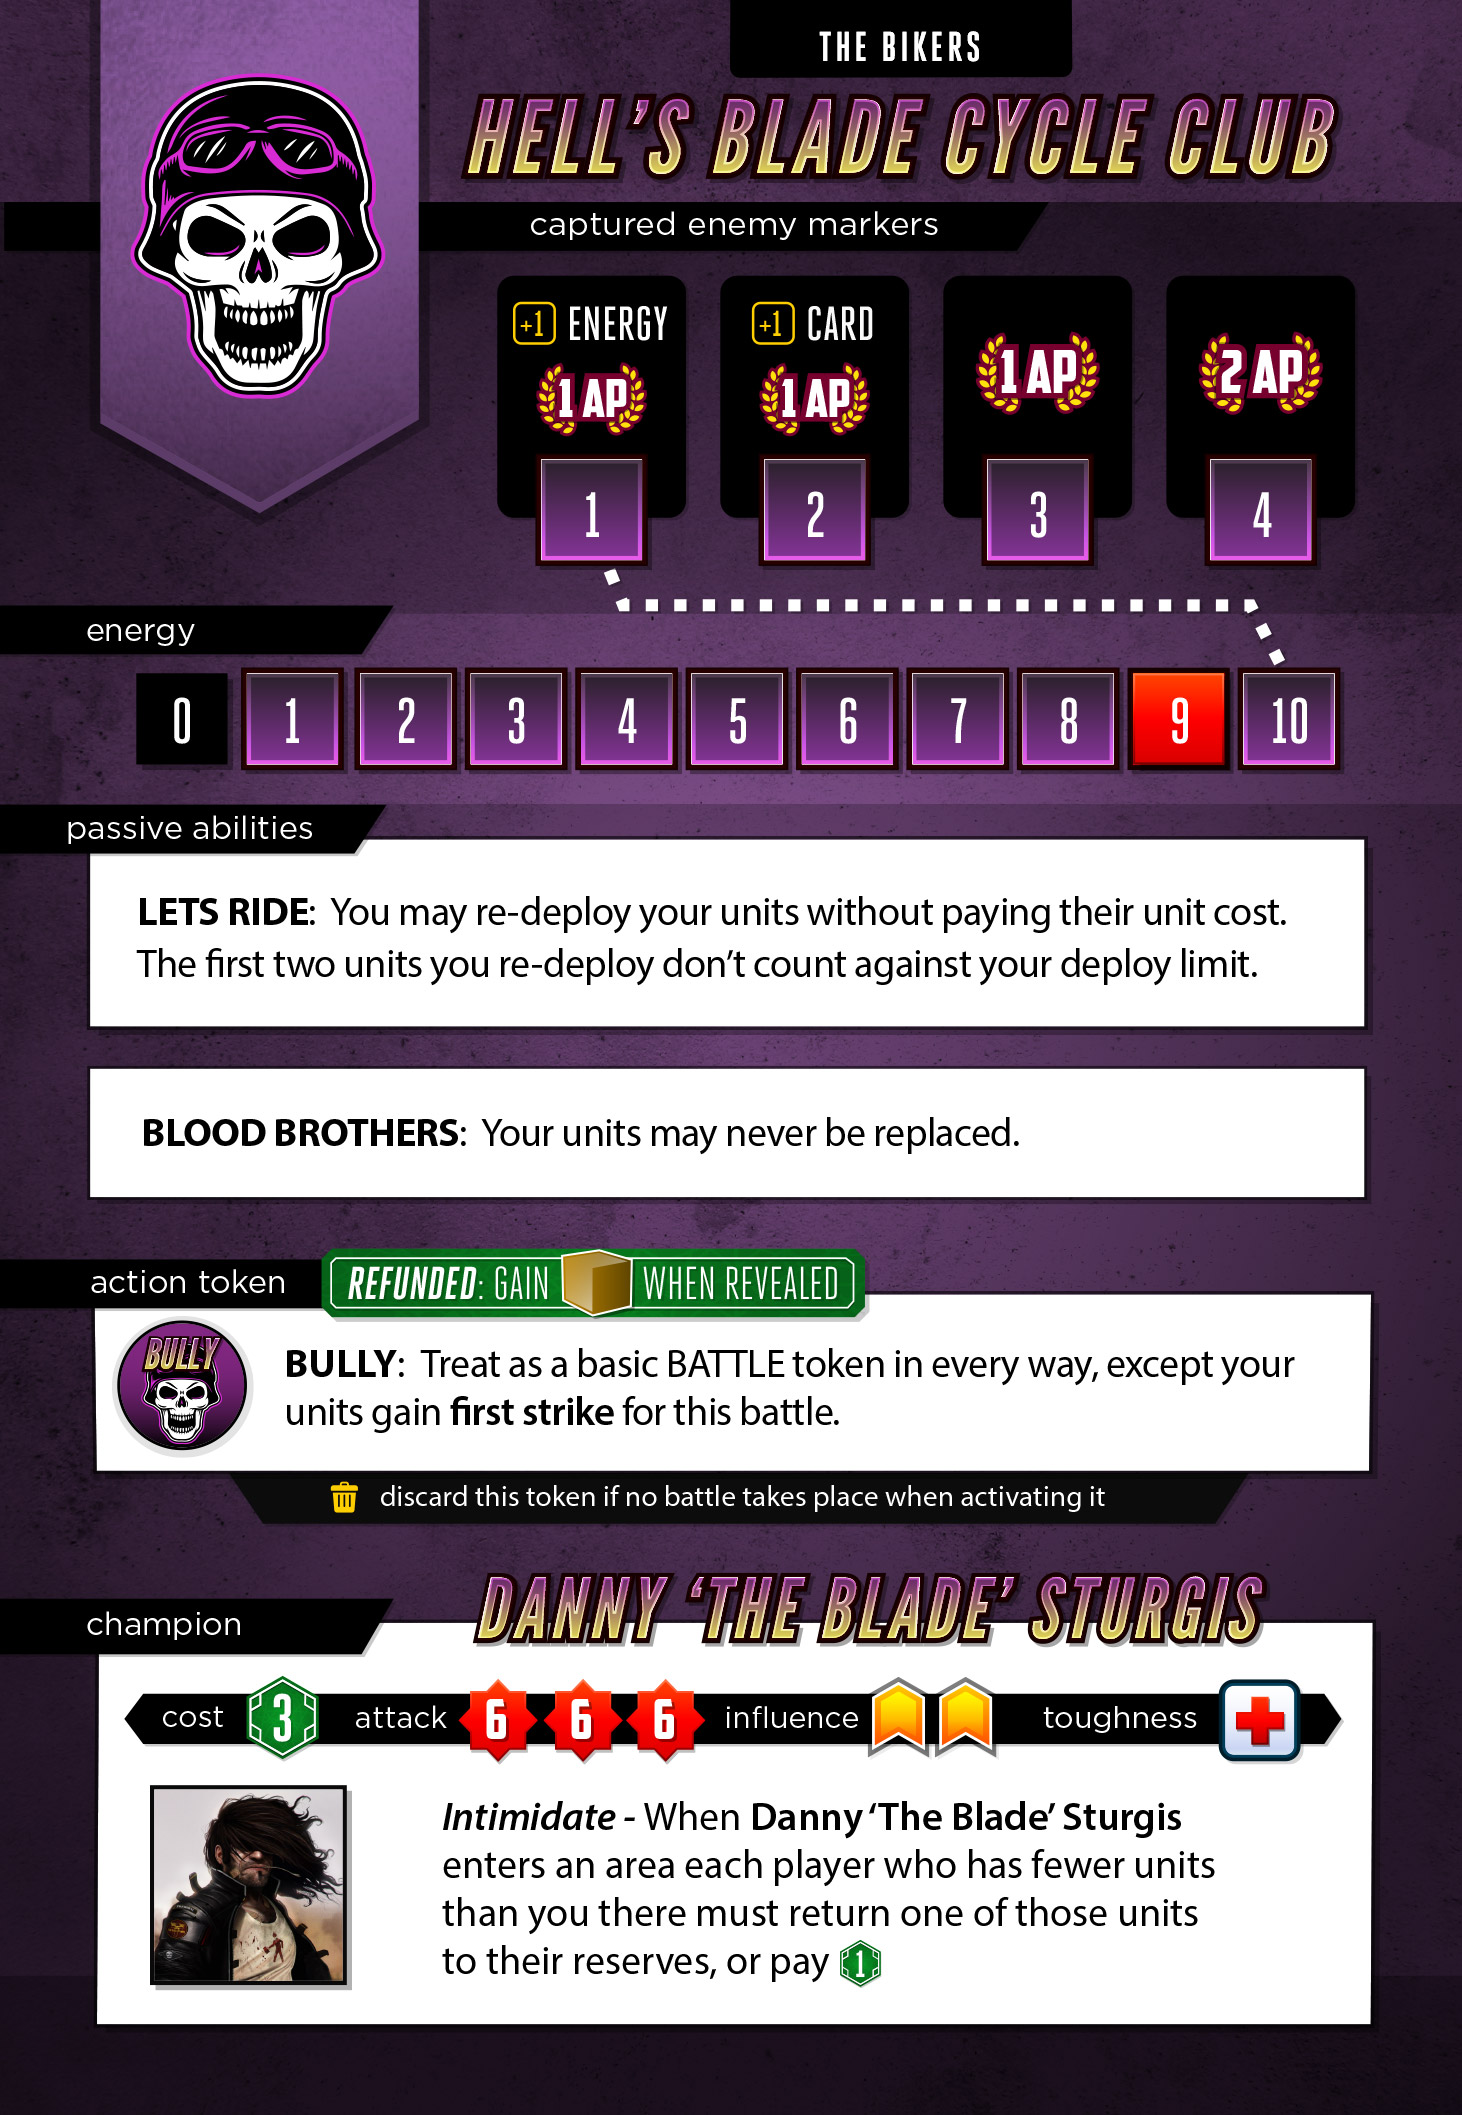 THE BIKERS
HELL'S BLADE CYCLE CLUB
captured enemy markers
+1 ENERGY
1 AP
1
+1 CARD
1 AP
2
1 AP
3
2 AP
4
energy
0 1 2 3 4 5 6 7 8 9 10
passive abilities
LETS RIDE: You may re-deploy your units without paying their unit cost.
The first two units you re-deploy don't count against your deploy limit.
BLOOD BROTHERS: Your units may never be replaced.
action token
REFUNDED: GAIN WHEN REVEALED
BULLY
BULLY: Treat as a basic BATTLE token in every way, except your
units gain first strike for this battle.
discard this token if no battle takes place when activating it
champion
DANNY 'THE BLADE' STURGIS
cost 3 attack 6 6 6 influence toughness
Intimidate - When Danny 'The Blade' Sturgis
enters an area each player who has fewer units
than you there must return one of those units
to their reserves, or pay 1